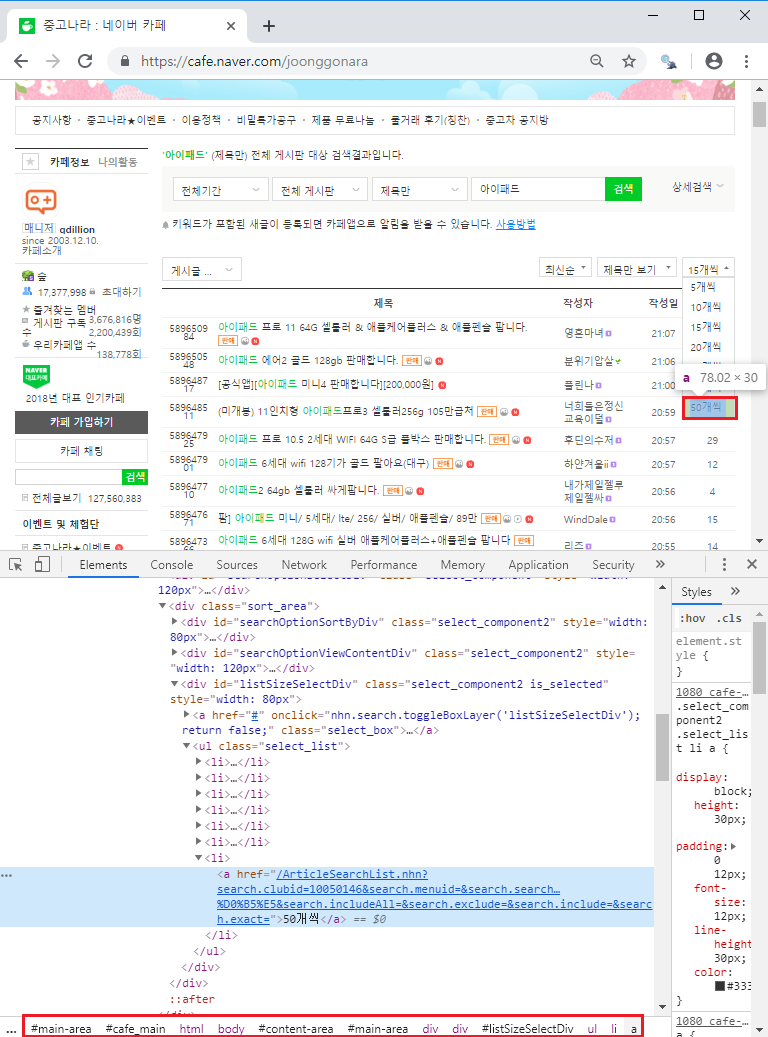 중고나라 : 네이버 카페
https://cafe.naver.com/joonggonara
공지사항 · 중고나라★이벤트 · 이용정책 · 비밀특가공구 · 제품 무료나눔 · 물거래 후기(칭찬) · 중고차 공지방
카페정보 나의활동
매니저 gdillion
since 2003.12.10.
카페소개
숲
17,377,998 초대하기
즐겨찾는 멤버
3,676,816명
게시판 구독수
2,200,439회
우리카페앱 수
138,778회
NAVER
대표카페
2018년 대표 인기카페
카페 가입하기
카페 채팅
검색
전체글보기 127,560,383
이벤트 및 체험단
중고나라★이벤트
'아이패드' (제목만) 전체 게시판 대상 검색결과입니다.
전체기간 전체 게시판 제목만 아이패드 검색 상세검색
키워드가 포함된 새글이 등록되면 카페앱으로 알림을 받을 수 있습니다. 사용방법
게시글 ... 최신순 제목만 보기 15개씩
5개씩
10개씩
15개씩
20개씩
a 78.02 × 30
50개씩
제목 작성자 작성일
589650984 아이패드 프로 11 64G 셀룰러 & 애플케어플러스 & 애플펜슬 팝니다. 판매 영혼마녀 21:07
589650548 아이패드 에어2 골드 128gb 판매합니다. 판매 분위기압살 21:06
589648717 [공식앱][아이패드 미니4 판매합니다][200,000원] 플린나 21:00
589648511 (미개봉) 11인치형 아이패드프로3 셀룰러256g 105만급처 판매 너희들은정신교육이덜 20:59
589647925 아이패드 프로 10.5 2세대 WIFI 64G S급 풀박스 판매합니다. 판매 후딘의수저 20:59 29
589647901 아이패드 6세대 wifi 128기가 골드 팔아요(대구) 판매 하얀겨울ii 20:57 12
589647710 아이패드2 64gb 셀룰러 싸게팝니다. 판매 내가제일젤루제일젤싸 20:56 4
589647671 팜] 아이패드 미니/ 5세대/ lte/ 256/ 실버/ 애플펜슬/ 89만 판매 WindDale 20:56 15
589647366 아이패드 6세대 128G wifi 실버 애플케어플러스+애플펜슬 팝니다 판매 리즈 20:55 14
Elements Console Sources Network Performance Memory Application Security »
120px">…</div>
<div class="sort_area">
<div id="searchOptionSortByDiv" class="select_component2" style="width:
80px">…</div>
<div id="searchOptionViewContentDiv" class="select_component2" style=
"width: 120px">…</div>
<div id="listSizeSelectDiv" class="select_component2 is_selected"
style="width: 80px">
<a href="#" onclick="nhn.search.toggleBoxLayer('listSizeSelectDiv');
return false;" class="select_box">…</a>
<ul class="select_list">
<li>…</li>
<li>…</li>
<li>…</li>
<li>…</li>
<li>…</li>
<li>…</li>
<li>
<a href="/ArticleSearchList.nhn?
search.clubid=10050146&search.menuid=&search.search…
%D0%B5%E5&search.includeAll=&search.exclude=&search.include=&searc
h.exact=">50개씩</a> == $0
</li>
</ul>
</div>
</div>
::after
... #main-area #cafe_main html body #content-area #main-area div div #listSizeSelectDiv ul li a
Styles »
:hov .cls
element.st
yle {
}
1080 cafe-…
.select_com
ponent2
.select_lis
t li a {
display:
block;
height:
30px;
padding:
0
12px;
font-
size:
12px;
line-
height
30px;
color:
#333
}
1080 cafe-…
a {